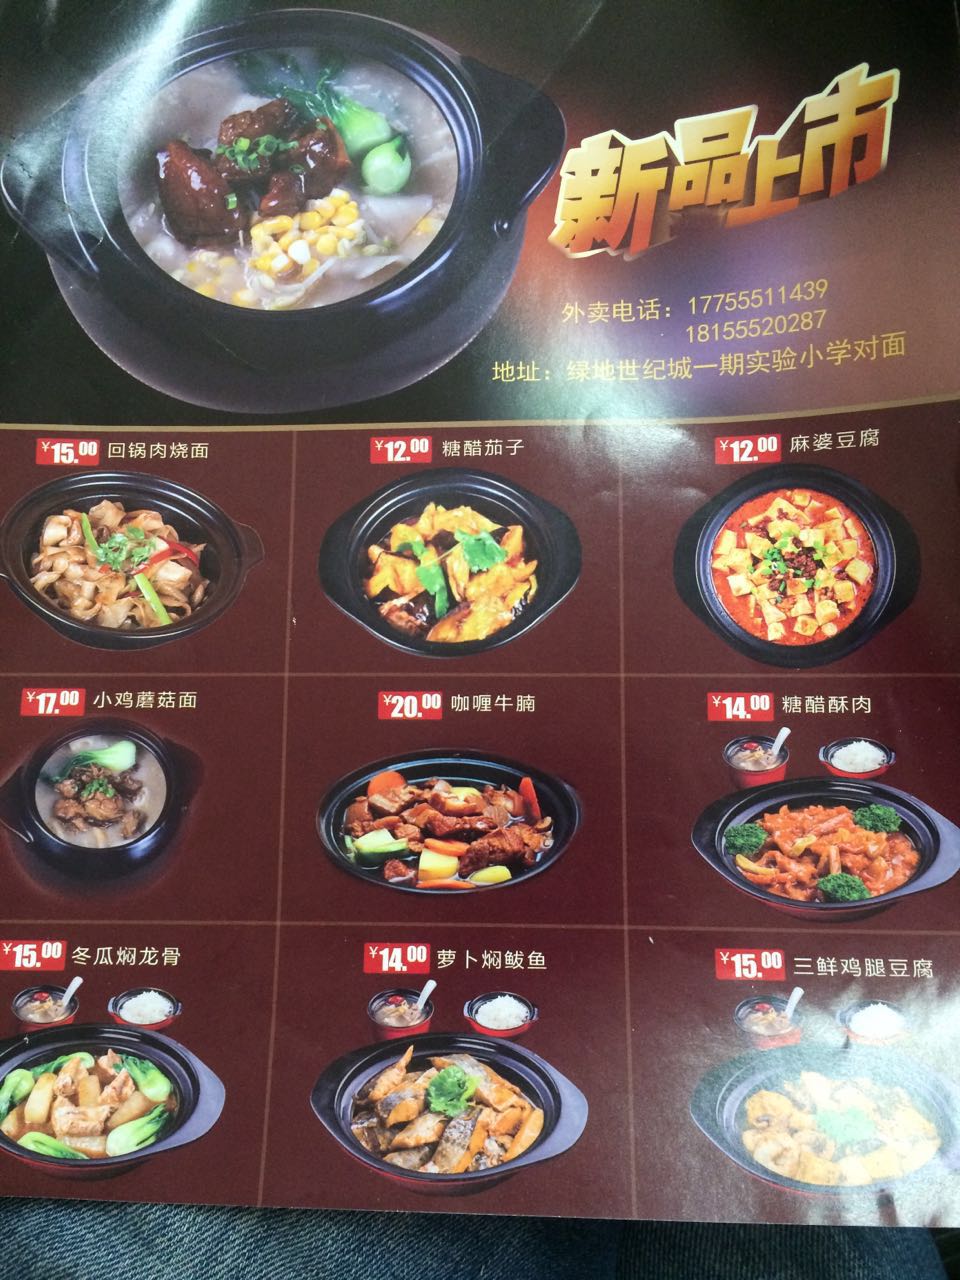 新品上市
外卖电话：17755511439
18155520287
地址：绿地世纪城一期实验小学对面
¥15.00 回锅肉烧面
¥12.00 糖醋茄子
¥12.00 麻婆豆腐
¥17.00 小鸡蘑菇面
¥20.00 咖喱牛腩
¥14.00 糖醋酥肉
¥15.00 冬瓜焖龙骨
¥14.00 萝卜焖鲅鱼
¥15.00 三鲜鸡腿豆腐